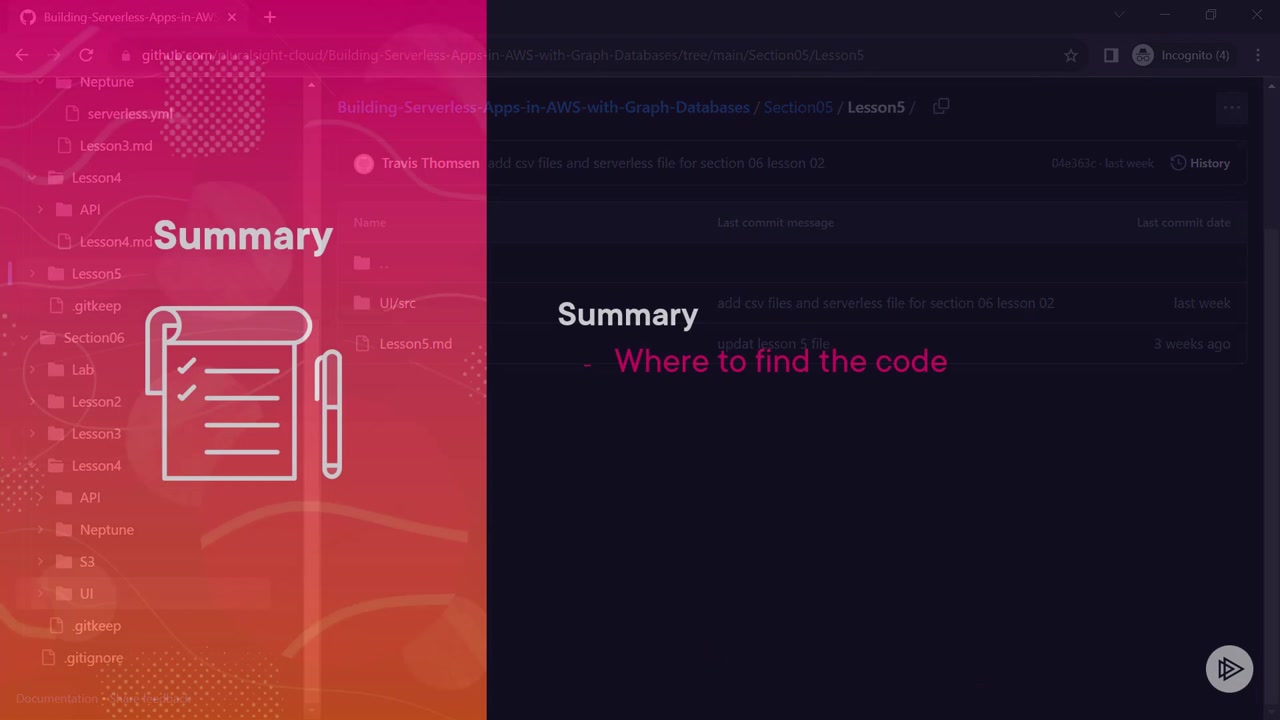 Building-Serverless-Apps-in-AW
github.com/pluralsight-cloud/Building-Serverless-Apps-in-AWS-with-Graph-Databases/tree/main/Section05/Lesson5
Incognito (4)
Neptune
serverless.yml
Lesson3.md
Lesson4
API
Lesson4.md
Lesson5
.gitkeep
Section06
Lab
Lesson2
Lesson3
Lesson4
API
Neptune
S3
UI
.gitkeep
.gitignore
Documentation · Share feedback
Building-Serverless-Apps-in-AWS-with-Graph-Databases / Section05 / Lesson5 /
Travis Thomsen add csv files and serverless file for section 06 lesson 02
04e363c · last week
History
Name Last commit message Last commit date
..
UI/src add csv files and serverless file for section 06 lesson 02 last week
Lesson5.md updat lesson 5 file 3 weeks ago
Summary
Summary
- Where to find the code